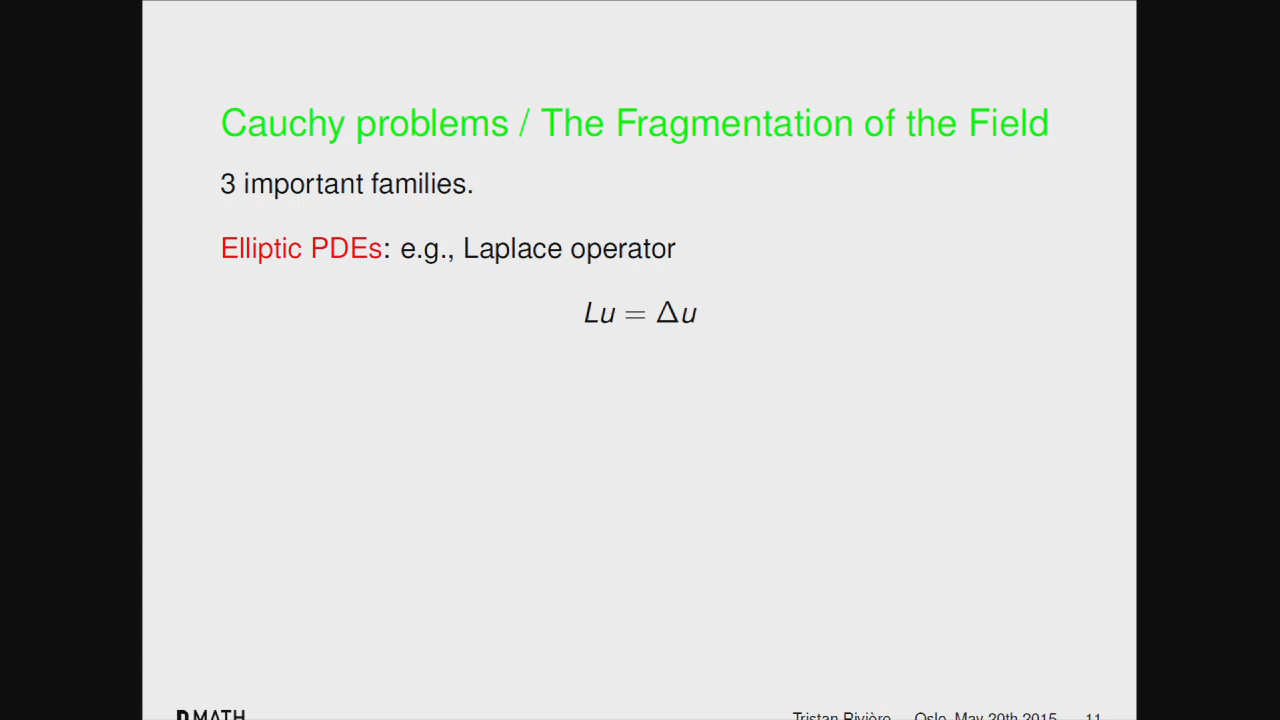 Cauchy problems / The Fragmentation of the Field
3 important families.
Elliptic PDEs: e.g., Laplace operator
Lu = Δu
D MATH
Tristan Rivière Oslo, May 20th 2015 11